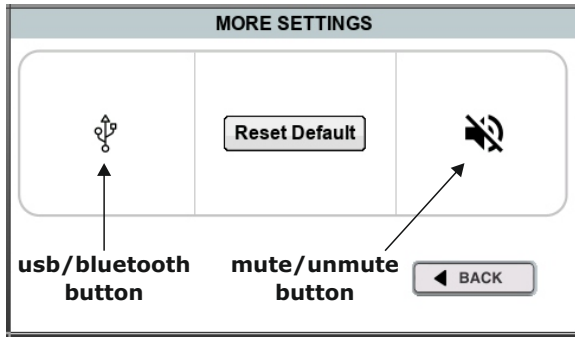 MORE SETTINGS
Reset Default
usb/bluetooth
button
mute/unmute
button
BACK